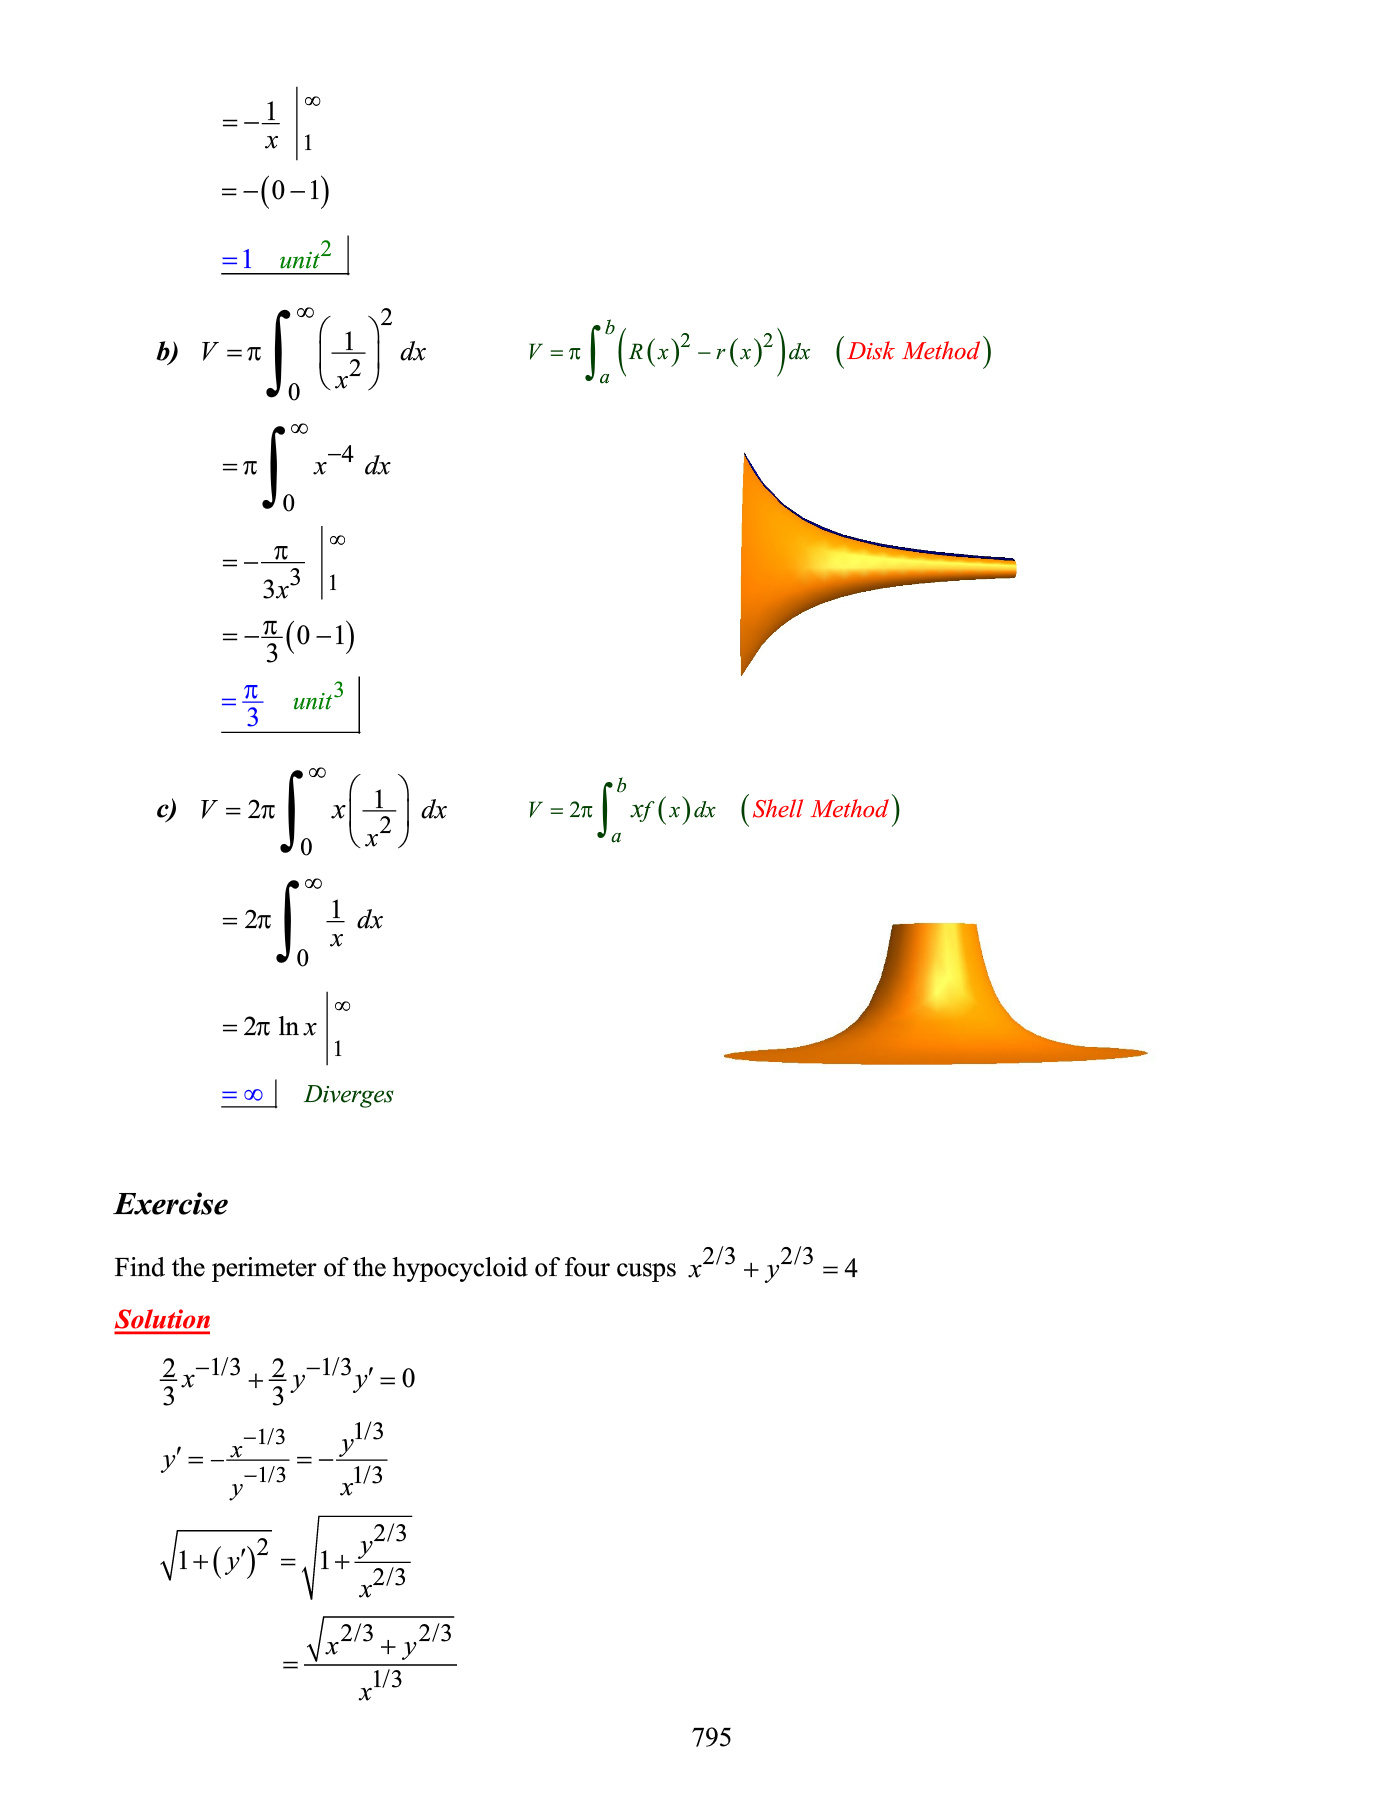 = −1/x |₁^∞
= −(0 − 1)
= 1 unit²
b) V = π ∫₀^∞ (1/x²)² dx V = π ∫ₐ^b (R(x)² − r(x)²) dx (Disk Method)
= π ∫₀^∞ x⁻⁴ dx
= −π/(3x³) |₁^∞
= −π/3 (0 − 1)
= π/3 unit³
c) V = 2π ∫₀^∞ x(1/x²) dx V = 2π ∫ₐ^b x f(x) dx (Shell Method)
= 2π ∫₀^∞ 1/x dx
= 2π ln x |₁^∞
= ∞ Diverges
Exercise
Find the perimeter of the hypocycloid of four cusps x^(2/3) + y^(2/3) = 4
Solution
2/3 x^(−1/3) + 2/3 y^(−1/3) y′ = 0
y′ = − x^(−1/3) / y^(−1/3) = − y^(1/3) / x^(1/3)
√(1 + (y′)²) = √(1 + y^(2/3) / x^(2/3))
= √(x^(2/3) + y^(2/3)) / x^(1/3)
795